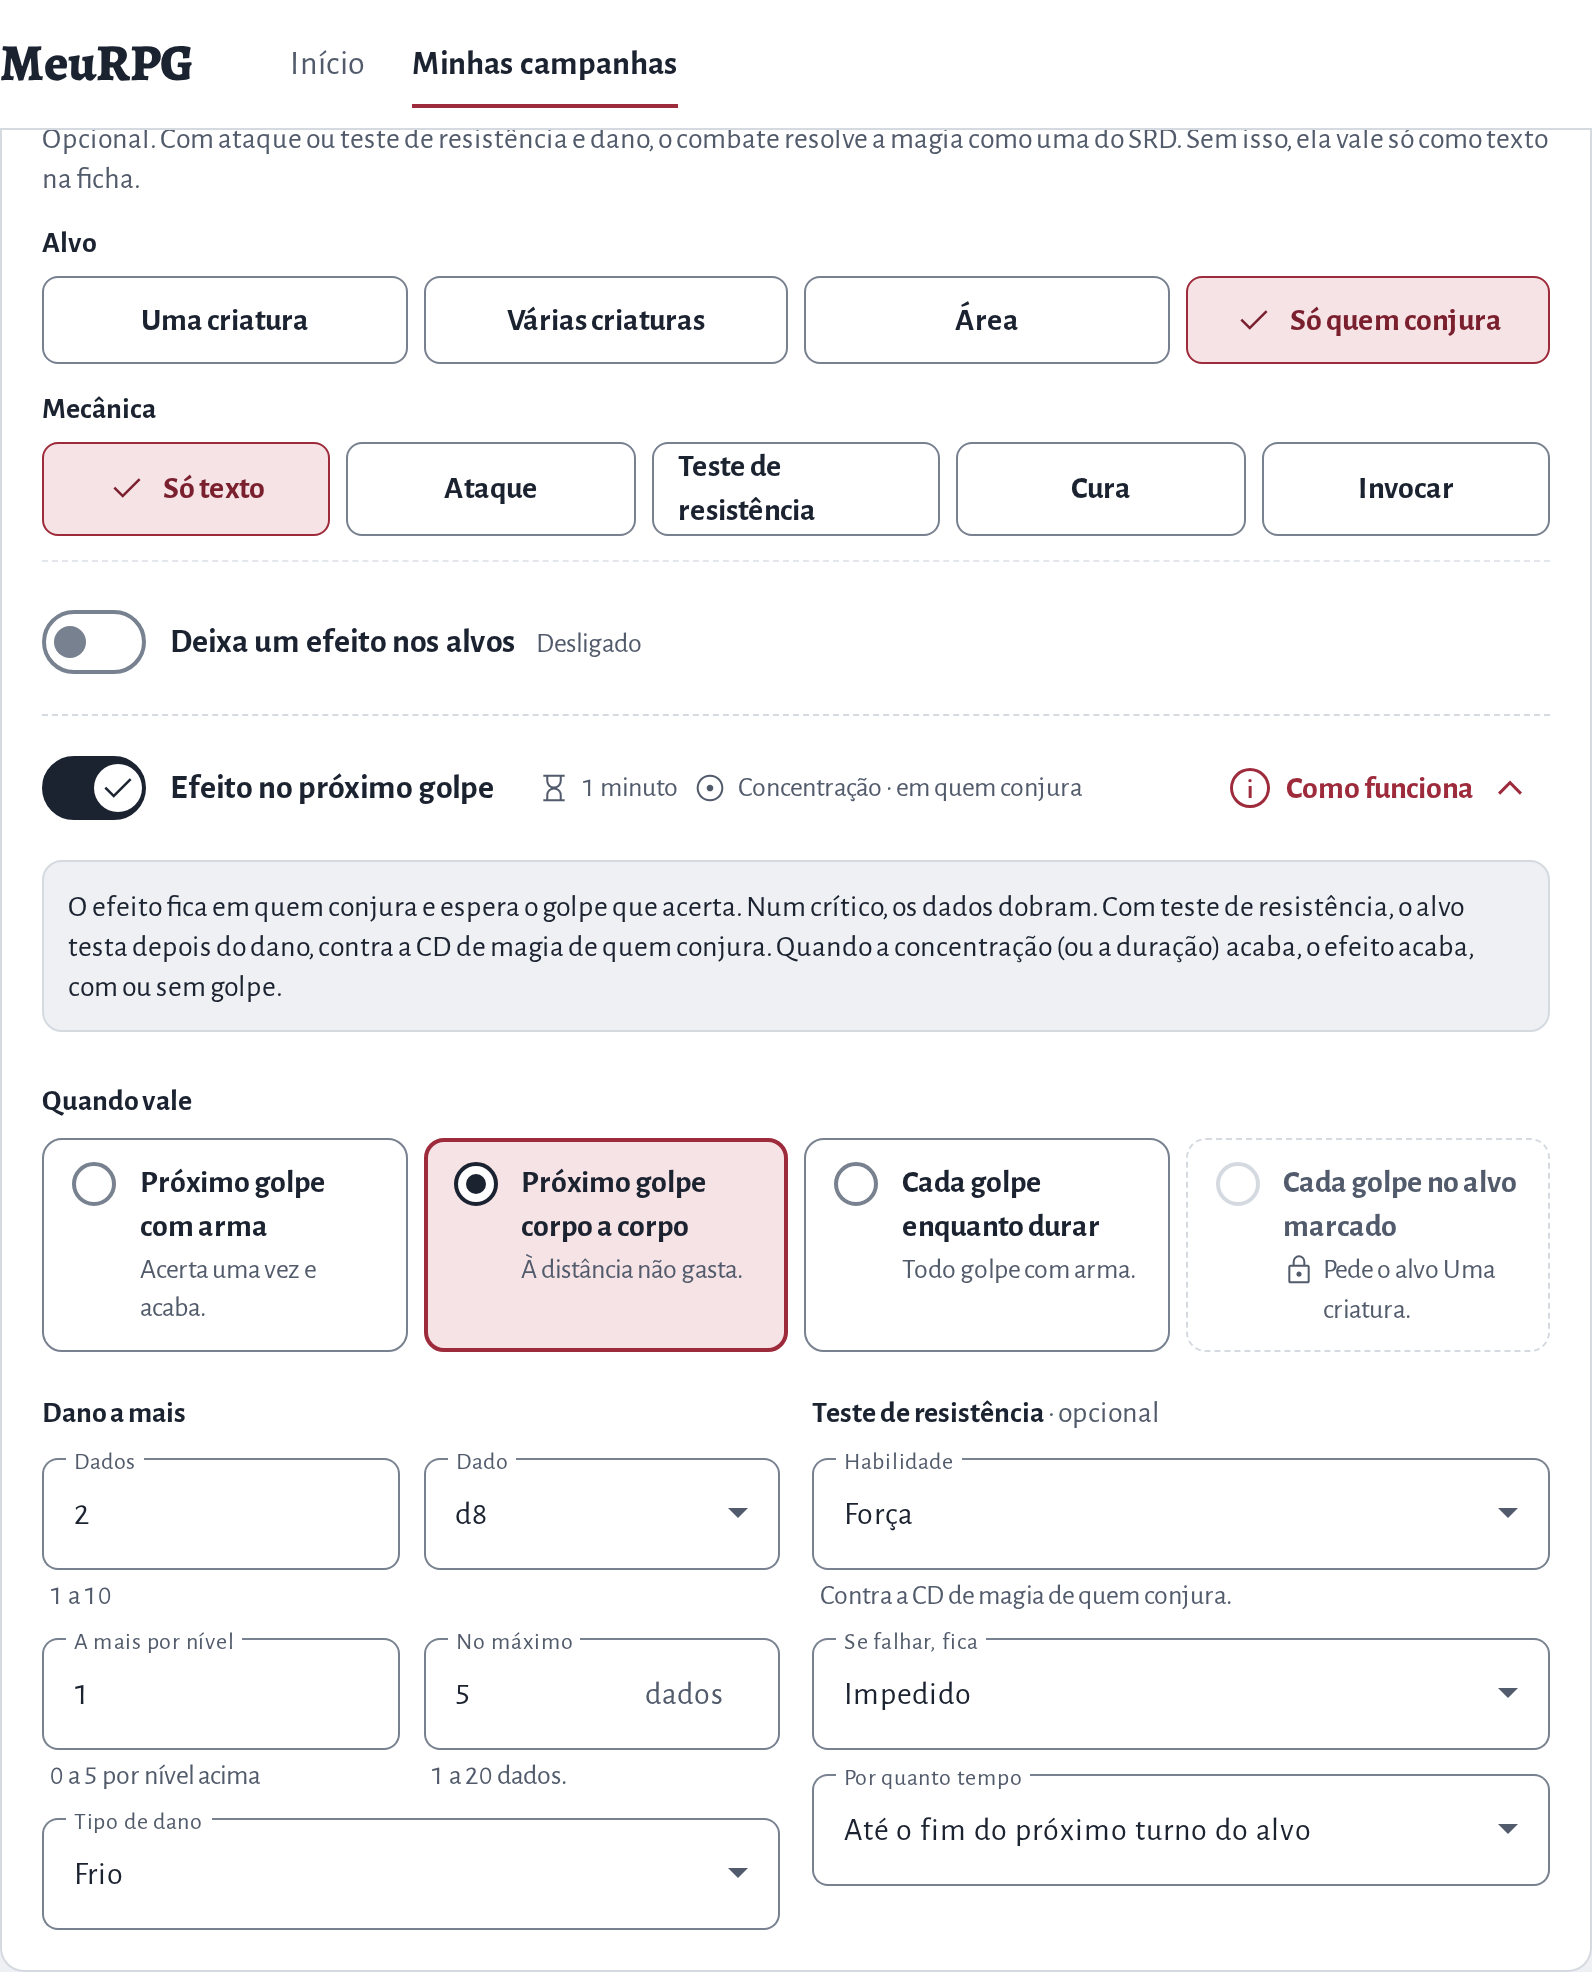 MeuRPG
Início
Minhas campanhas
Opcional. Com ataque ou teste de resistência e dano, o combate resolve a magia como uma do SRD. Sem isso, ela vale só como texto
na ficha.
Alvo
Uma criatura
Várias criaturas
Área
Só quem conjura
Mecânica
Só texto
Ataque
Teste de
resistência
Cura
Invocar
Deixa um efeito nos alvos
Desligado
Efeito no próximo golpe
1 minuto
Concentração · em quem conjura
Como funciona
O efeito fica em quem conjura e espera o golpe que acerta. Num crítico, os dados dobram. Com teste de resistência, o alvo
testa depois do dano, contra a CD de magia de quem conjura. Quando a concentração (ou a duração) acaba, o efeito acaba,
com ou sem golpe.
Quando vale
Próximo golpe
com arma
Acerta uma vez e
acaba.
Próximo golpe
corpo a corpo
À distância não gasta.
Cada golpe
enquanto durar
Todo golpe com arma.
Cada golpe no alvo
marcado
Pede o alvo Uma
criatura.
Dano a mais
Dados
2
1 a 10
Dado
d8
A mais por nível
1
0 a 5 por nível acima
No máximo
5 dados
1 a 20 dados.
Tipo de dano
Frio
Teste de resistência · opcional
Habilidade
Força
Contra a CD de magia de quem conjura.
Se falhar, fica
Impedido
Por quanto tempo
Até o fim do próximo turno do alvo